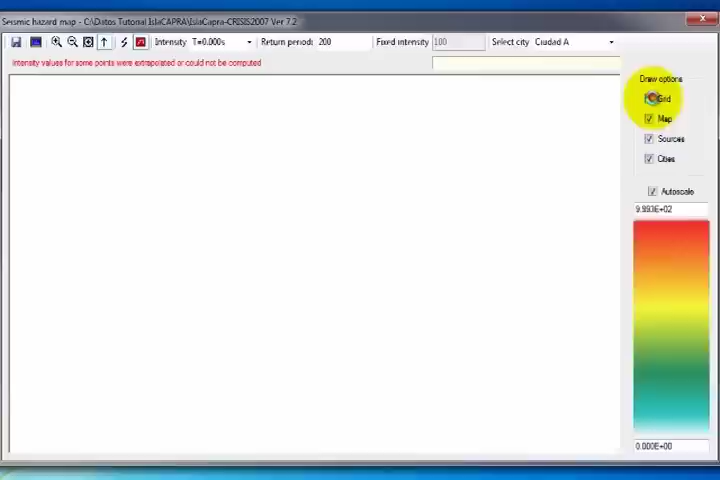 Seismic hazard map - C:\Datos Tutorial IslaCAPRA\IslaCapra-CRISIS2007 Ver 7.2
Intensity T=0.000s Return period: 200 Fixed intensity 100 Select city Ciudad A
Intensity values for some points were extrapolated or could not be computed
Draw options
Grid
Map
Sources
Cities
Autoscale
9.993E+02
0.000E+00